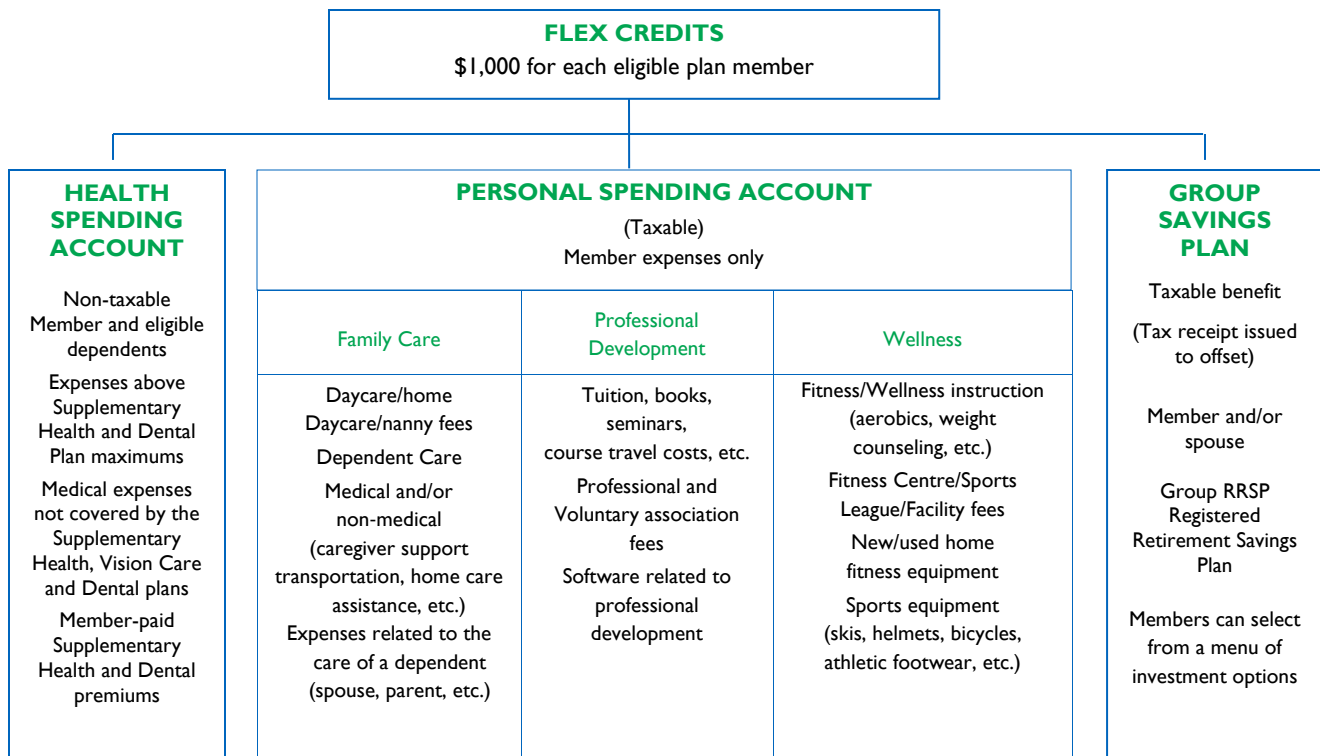 FLEX CREDITS
$1,000 for each eligible plan member
HEALTH
SPENDING
ACCOUNT
Non-taxable
Member and eligible
dependents
Expenses above
Supplementary
Health and Dental
Plan maximums
Medical expenses
not covered by the
Supplementary
Health, Vision Care
and Dental plans
Member-paid
Supplementary
Health and Dental
premiums
PERSONAL SPENDING ACCOUNT
(Taxable)
Member expenses only
Family Care
Daycare/home
Daycare/nanny fees
Dependent Care
Medical and/or
non-medical
(caregiver support
transportation, home care
assistance, etc.)
Expenses related to the
care of a dependent
(spouse, parent, etc.)
Professional
Development
Tuition, books,
seminars,
course travel costs, etc.
Professional and
Voluntary association
fees
Software related to
professional
development
Wellness
Fitness/Wellness instruction
(aerobics, weight
counseling, etc.)
Fitness Centre/Sports
League/Facility fees
New/used home
fitness equipment
Sports equipment
(skis, helmets, bicycles,
athletic footwear, etc.)
GROUP
SAVINGS
PLAN
Taxable benefit
(Tax receipt issued
to offset)
Member and/or
spouse
Group RRSP
Registered
Retirement Savings
Plan
Members can select
from a menu of
investment options